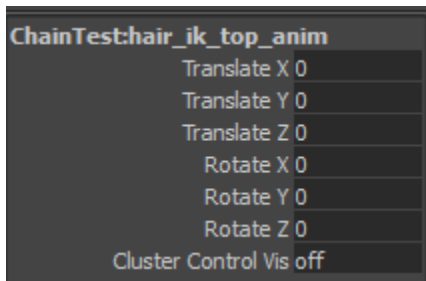 ChainTest:hair_ik_top_anim
Translate X 0
Translate Y 0
Translate Z 0
Rotate X 0
Rotate Y 0
Rotate Z 0
Cluster Control Vis off